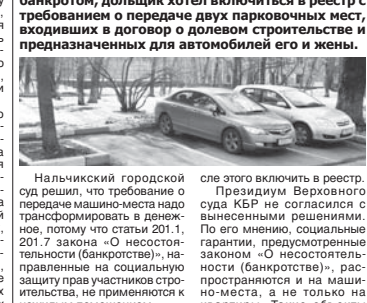 банкротом, дольщик хотел включиться в реестр с
требованием о передаче двух парковочных мест,
входивших в договор о долевом строительстве и
предназначенных для автомобилей его и жены.
Нальчикский городской
суд решил, что требование о
передаче машино-места надо
трансформировать в денеж-
ное, потому что статьи 201.1,
201.7 закона «О несостоя-
тельности (банкротстве)», на-
правленные на социальную
защиту прав участников стро-
ительства, не применяются к
сле этого включить в реестр.
Президиум Верховного
суда КБР не согласился с
вынесенными решениями.
По его мнению, социальные
гарантии, предусмотренные
законом «О несостоятель-
ности (банкротстве)», рас-
пространяются и на маши-
но-места, а не только на